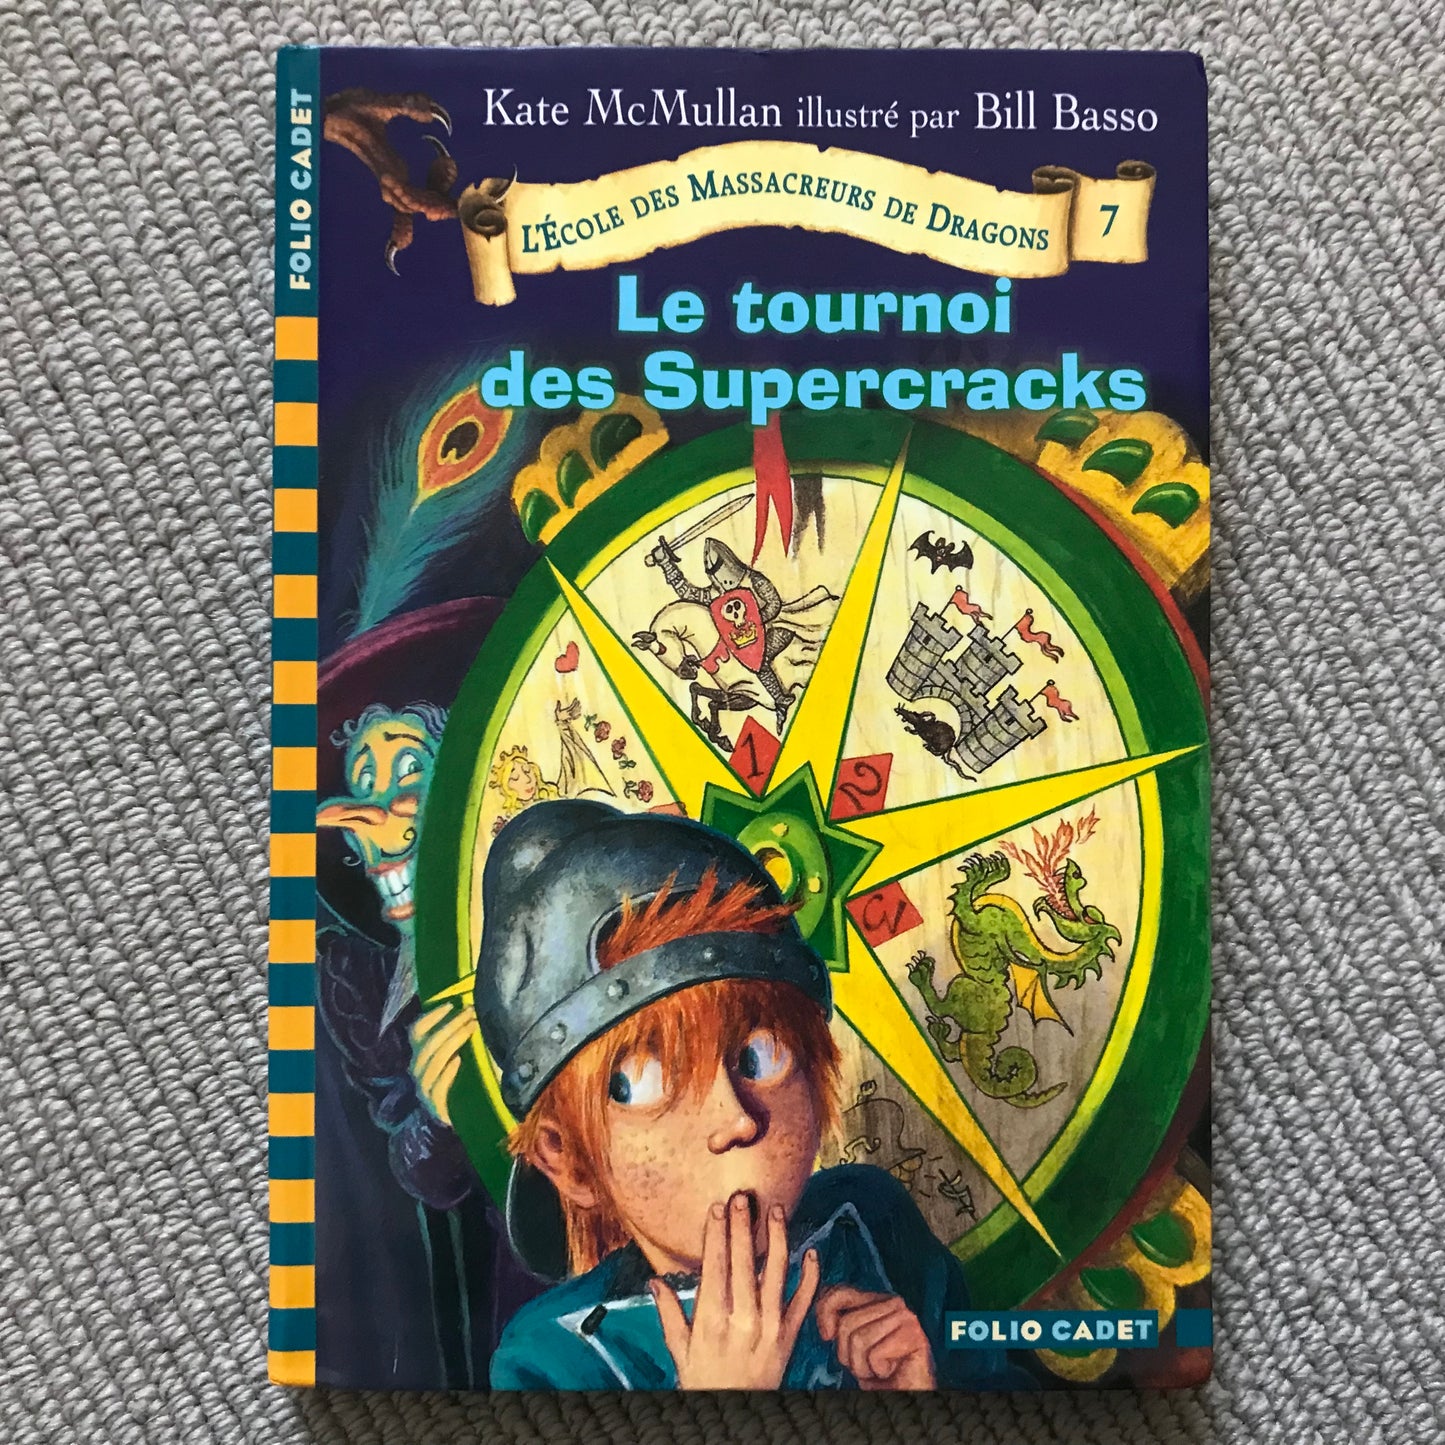 Kate McMullan illustré par Bill Basso
L'École des Massacreurs de Dragons
7
Le tournoi
des Supercracks
FOLIO CADET
1
2
3
FOLIO CADET